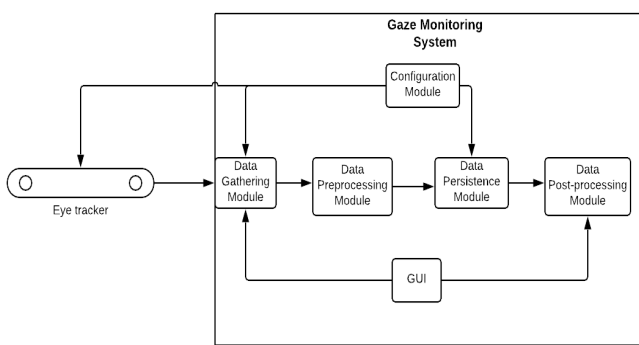 Gaze Monitoring
System
Configuration
Module
Data
Gathering
Module
Data
Preprocessing
Module
Data
Persistence
Module
Data
Post-processing
Module
Eye tracker
GUI